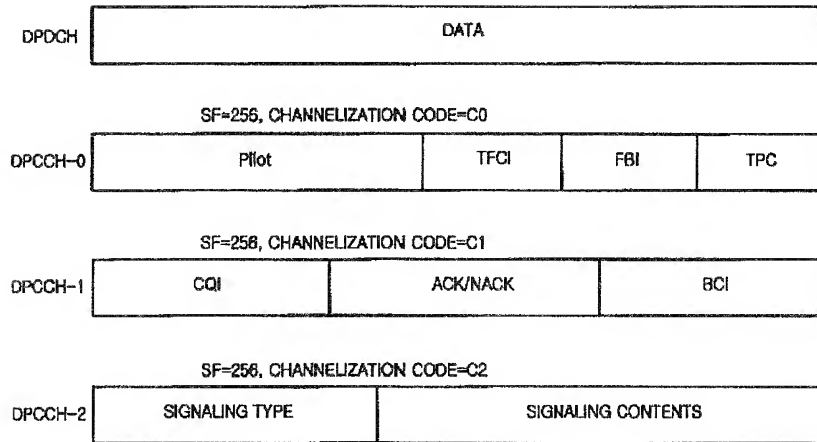 DPDCH DATA
SF=256, CHANNELIZATION CODE=C0
DPCCH-0 Pilot TFCI FBI TPC
SF=256, CHANNELIZATION CODE=C1
DPCCH-1 CQI ACK/NACK BCI
SF=256, CHANNELIZATION CODE=C2
DPCCH-2 SIGNALING TYPE SIGNALING CONTENTS